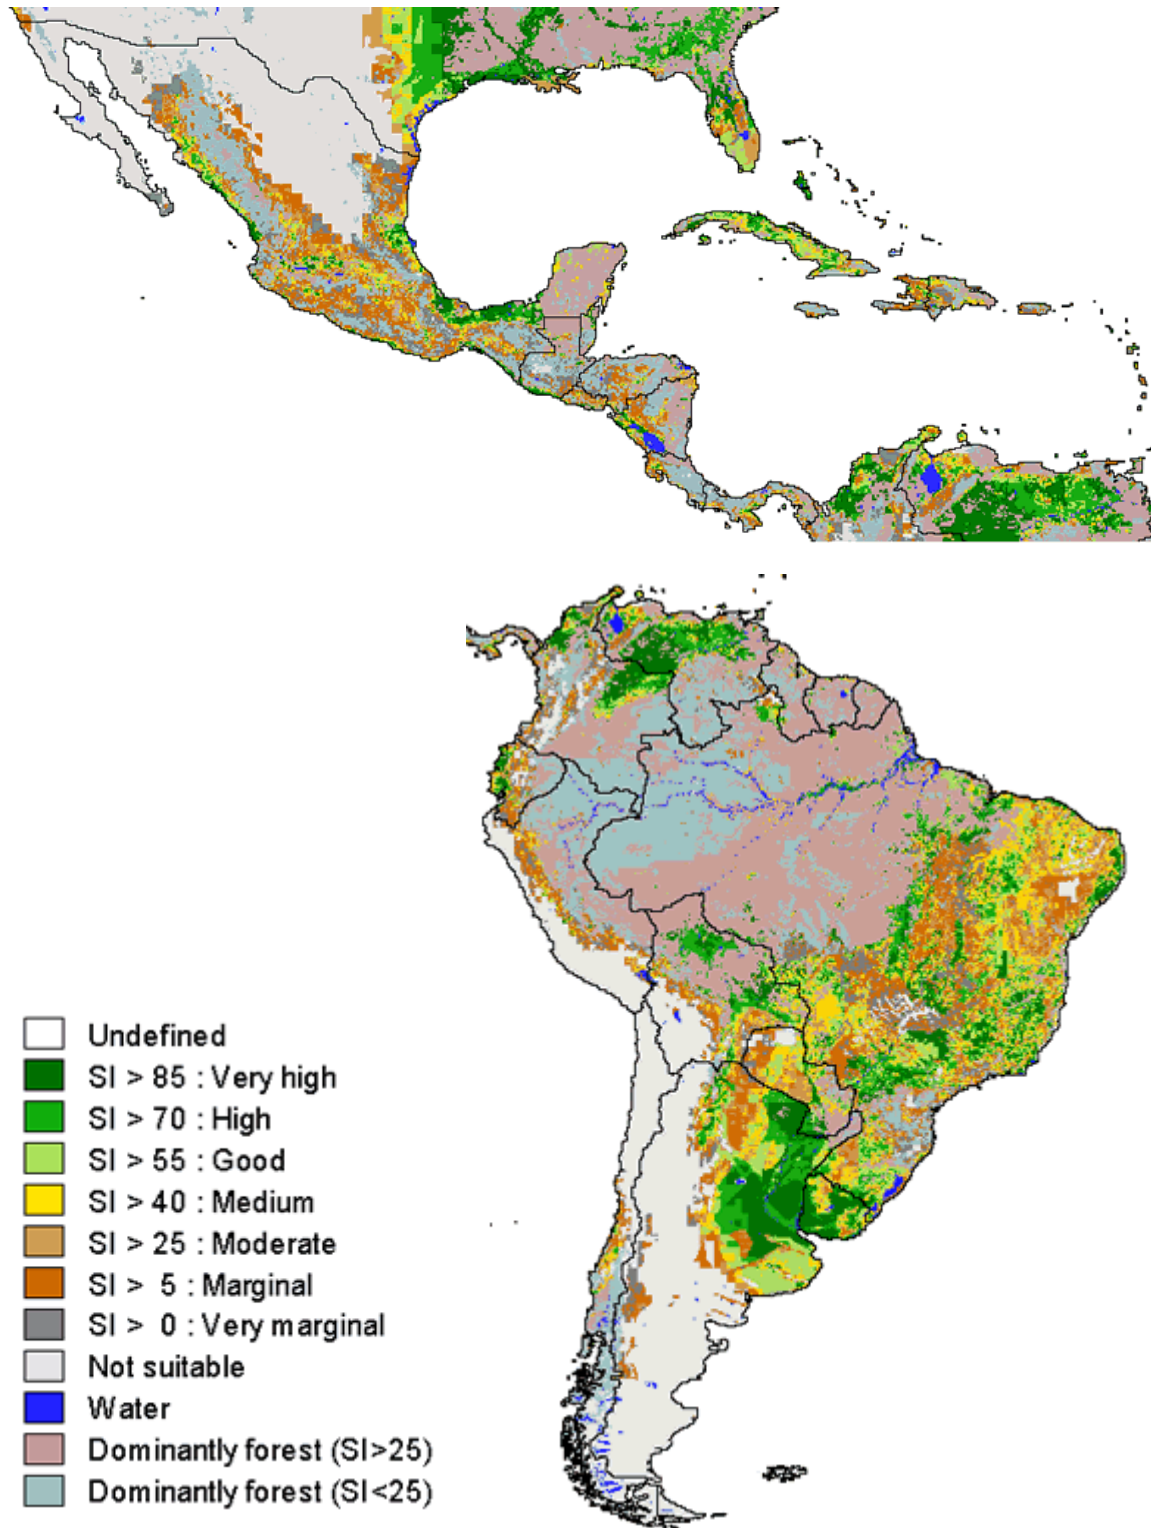 Undefined
SI > 85 : Very high
SI > 70 : High
SI > 55 : Good
SI > 40 : Medium
SI > 25 : Moderate
SI > 5 : Marginal
SI > 0 : Very marginal
Not suitable
Water
Dominantly forest (SI>25)
Dominantly forest (SI<25)